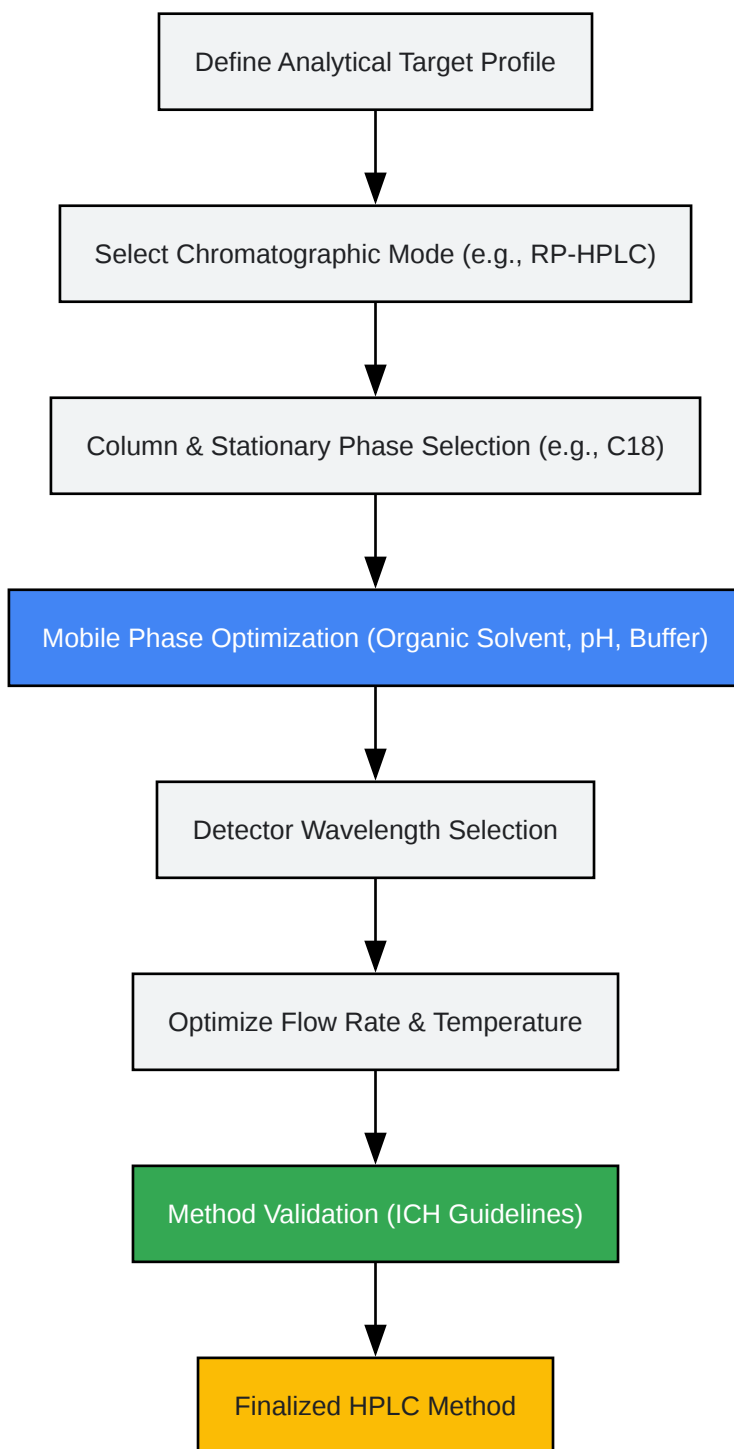 Define Analytical Target Profile
Select Chromatographic Mode (e.g., RP-HPLC)
Column & Stationary Phase Selection (e.g., C18)
Mobile Phase Optimization (Organic Solvent, pH, Buffer)
Detector Wavelength Selection
Optimize Flow Rate & Temperature
Method Validation (ICH Guidelines)
Finalized HPLC Method